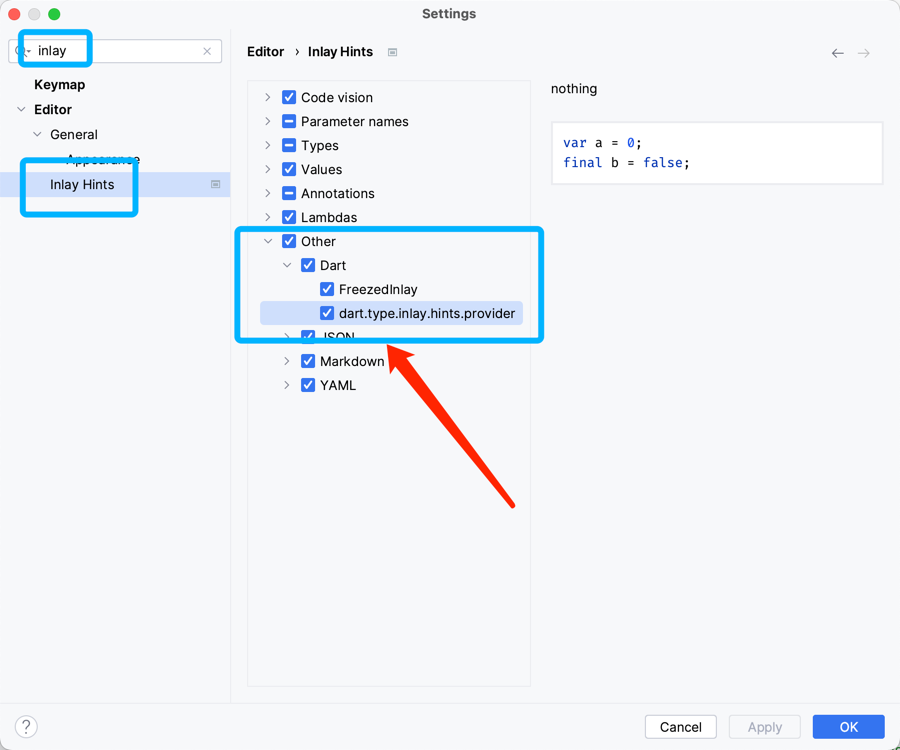 Settings
inlay
Keymap
Editor
General
Appearance
Inlay Hints
Editor › Inlay Hints
Code vision
Parameter names
Types
Values
Annotations
Lambdas
Other
Dart
FreezedInlay
dart.type.inlay.hints.provider
JSON
Markdown
YAML
nothing
var a = 0;
final b = false;
?
Cancel
Apply
OK